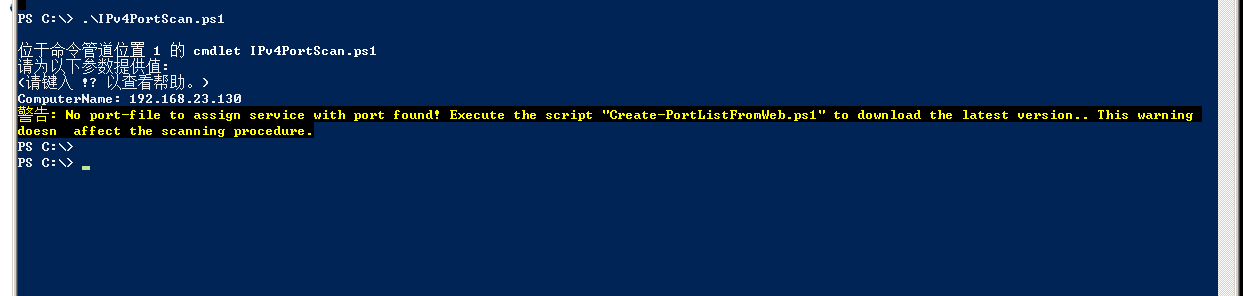 PS C:\> .\IPv4PortScan.ps1
位于命令管道位置 1 的 cmdlet IPv4PortScan.ps1
请为以下参数提供值:
(请键入 !? 以查看帮助。)
ComputerName: 192.168.23.130
警告: No port-file to assign service with port found! Execute the script "Create-PortListFromWeb.ps1" to download the latest version.. This warning
doesn  affect the scanning procedure.
PS C:\>
PS C:\>